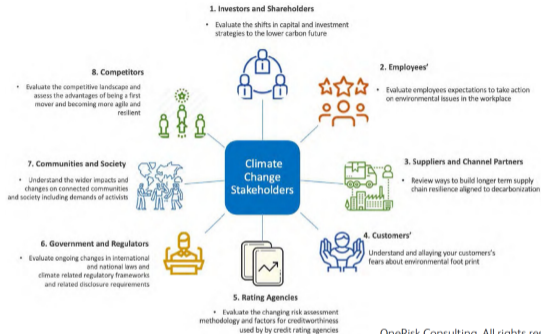 1. Investors and Shareholders
• Evaluate the shifts in capital and investment
strategies to the lower carbon future
2. Employees'
• Evaluate employees expectations to take action
on environmental issues in the workplace
3. Suppliers and Channel Partners
• Review ways to build longer term supply
chain resilience aligned to decarbonization
4. Customers'
Understand and allaying your customers's
fears about environmental foot print
5. Rating Agencies
• Evaluate the changing risk assessment
methodology and factors for creditworthiness
used by by credit rating agencies
6. Government and Regulators
• Evaluate ongoing changes in international
and national laws and
climate related regulatory frameworks
and related disclosure requirements
7. Communities and Society
• Understand the wider impacts and
changes on connected communities
and society including demands of activists
8. Competitors
• Evaluate the competitive landscape and
assess the advantages of being a first
mover and becoming more agile and
resilient
Climate
Change
Stakeholders
OneRisk Consulting. All rights